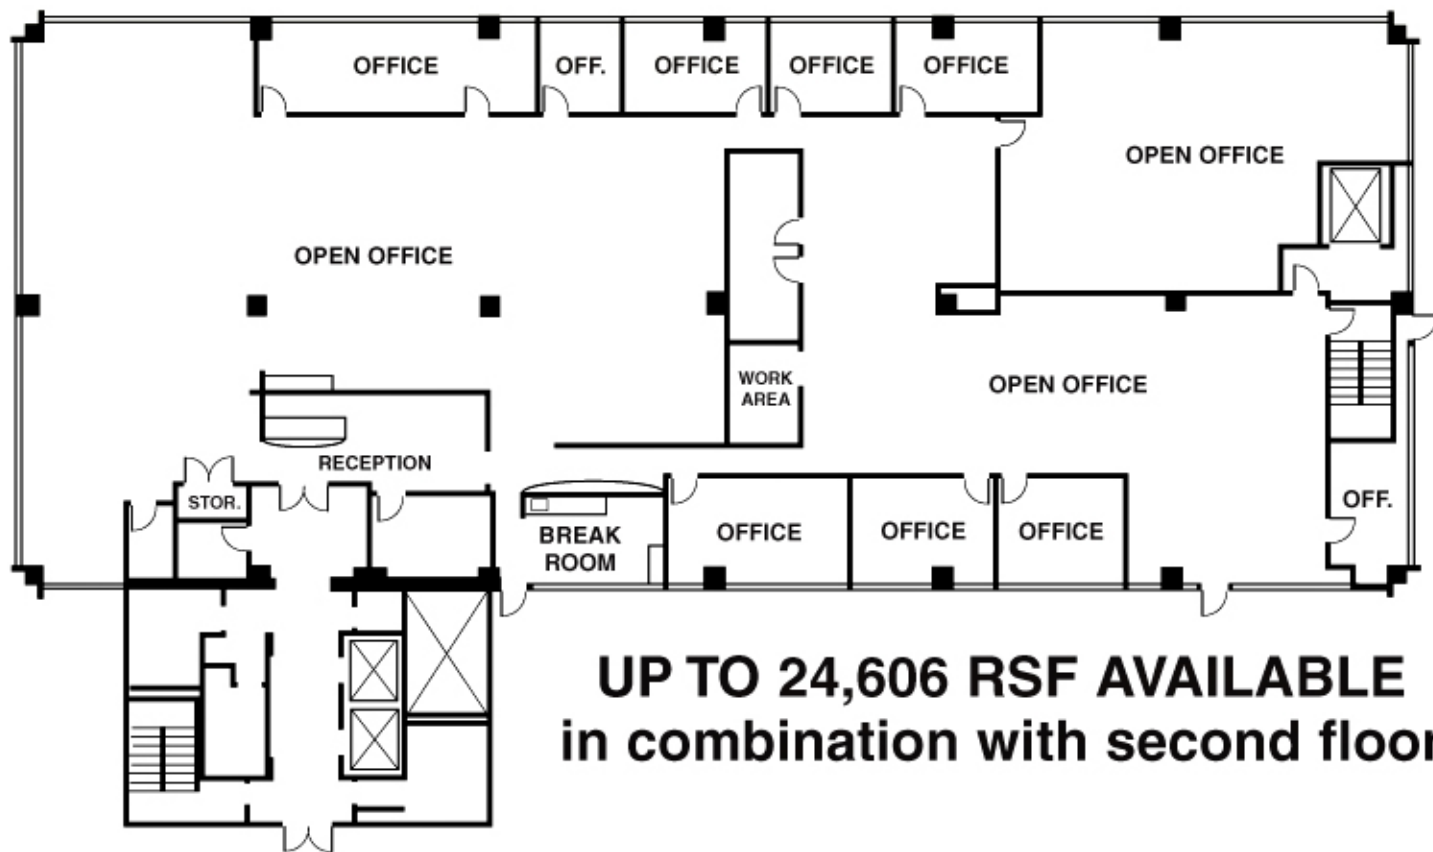 OFFICE
OFF.
OFFICE
OFFICE
OFFICE
OPEN OFFICE
OPEN OFFICE
WORK
AREA
OPEN OFFICE
RECEPTION
STOR.
BREAK
ROOM
OFFICE
OFFICE
OFFICE
OFF.
UP TO 24,606 RSF AVAILABLE
in combination with second floor